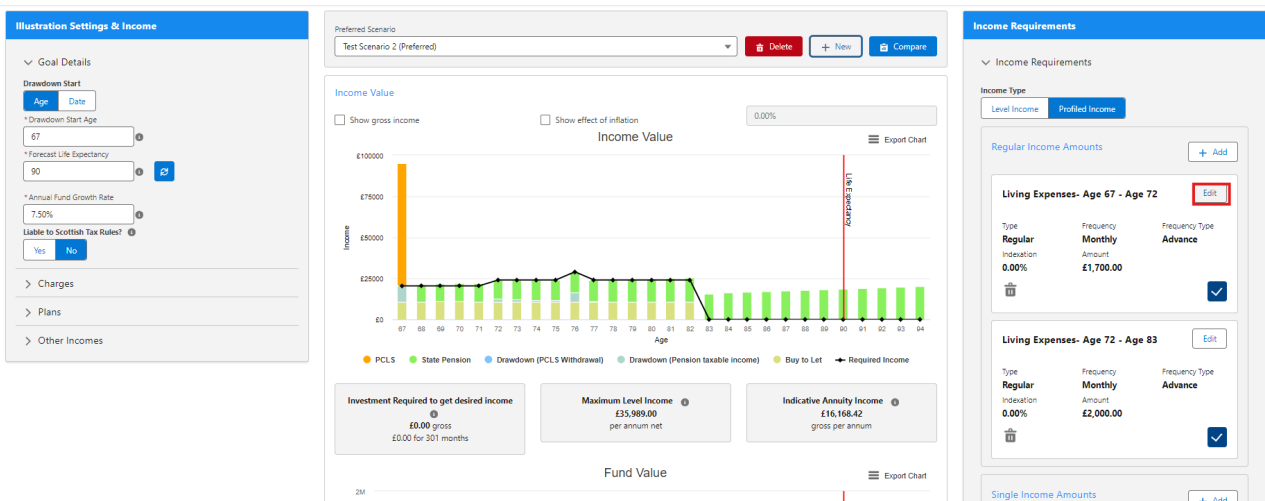 Illustration Settings & Income
Goal Details
Drawdown Start
Age Date
* Drawdown Start Age
67
* Forecast Life Expectancy
90
* Annual Fund Growth Rate
7.50%
Liable to Scottish Tax Rules?
Yes No
Charges
Plans
Other Incomes
Preferred Scenario
Test Scenario 2 (Preferred)
Delete
+ New
Compare
Income Value
Show gross income
Show effect of inflation
0.00%
Income Value
Export Chart
£100000
£75000
£50000
£25000
£0
Income
Life Expectancy
67 68 69 70 71 72 73 74 75 76 77 78 79 80 81 82 83 84 85 86 87 88 89 90 91 92 93 94
Age
PCLS State Pension Drawdown (PCLS Withdrawal) Drawdown (Pension taxable income) Buy to Let Required Income
Investment Required to get desired income
£0.00 gross
£0.00 for 301 months
Maximum Level Income
£35,989.00
per annum net
Indicative Annuity Income
£16,168.42
gross per annum
Fund Value
Export Chart
2M
Income Requirements
Income Requirements
Income Type
Level Income Profiled Income
Regular Income Amounts
+ Add
Living Expenses- Age 67 - Age 72
Edit
Type Frequency Frequency Type
Regular Monthly Advance
Indexation Amount
0.00% £1,700.00
Living Expenses- Age 72 - Age 83
Edit
Type Frequency Frequency Type
Regular Monthly Advance
Indexation Amount
0.00% £2,000.00
Single Income Amounts
+ Add